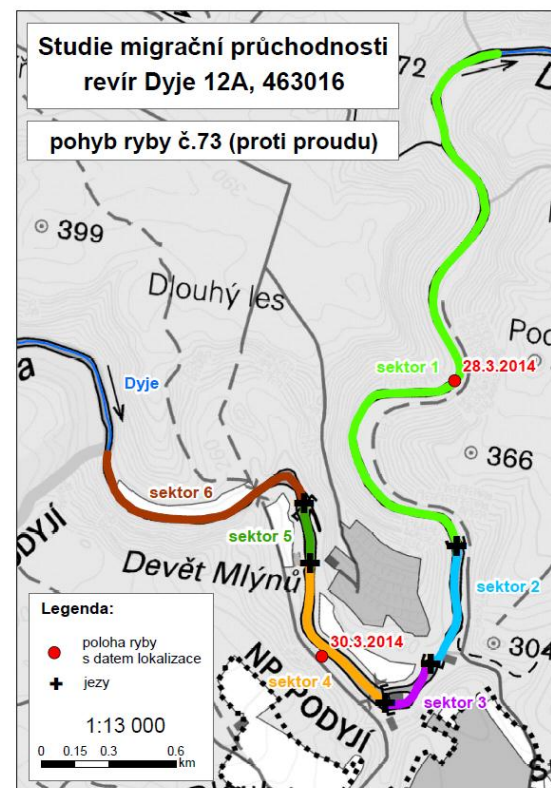 Studie migrační průchodnosti
revír Dyje 12A, 463016
pohyb ryby č.73 (proti proudu)
72
D
399
Dlouhý les
390
Pod
sektor 1
28.3.2014
a
Dyje
366
sektor 6
360
sektor 5
sektor 2
Devět Mlýnů
ODYJÍ
304
30.3.2014
sektor 4
sektor 3
NP PODYJÍ
Legenda:
poloha ryby
s datem lokalizace
jezy
1:13 000
0 0.15 0.3 0.6
km